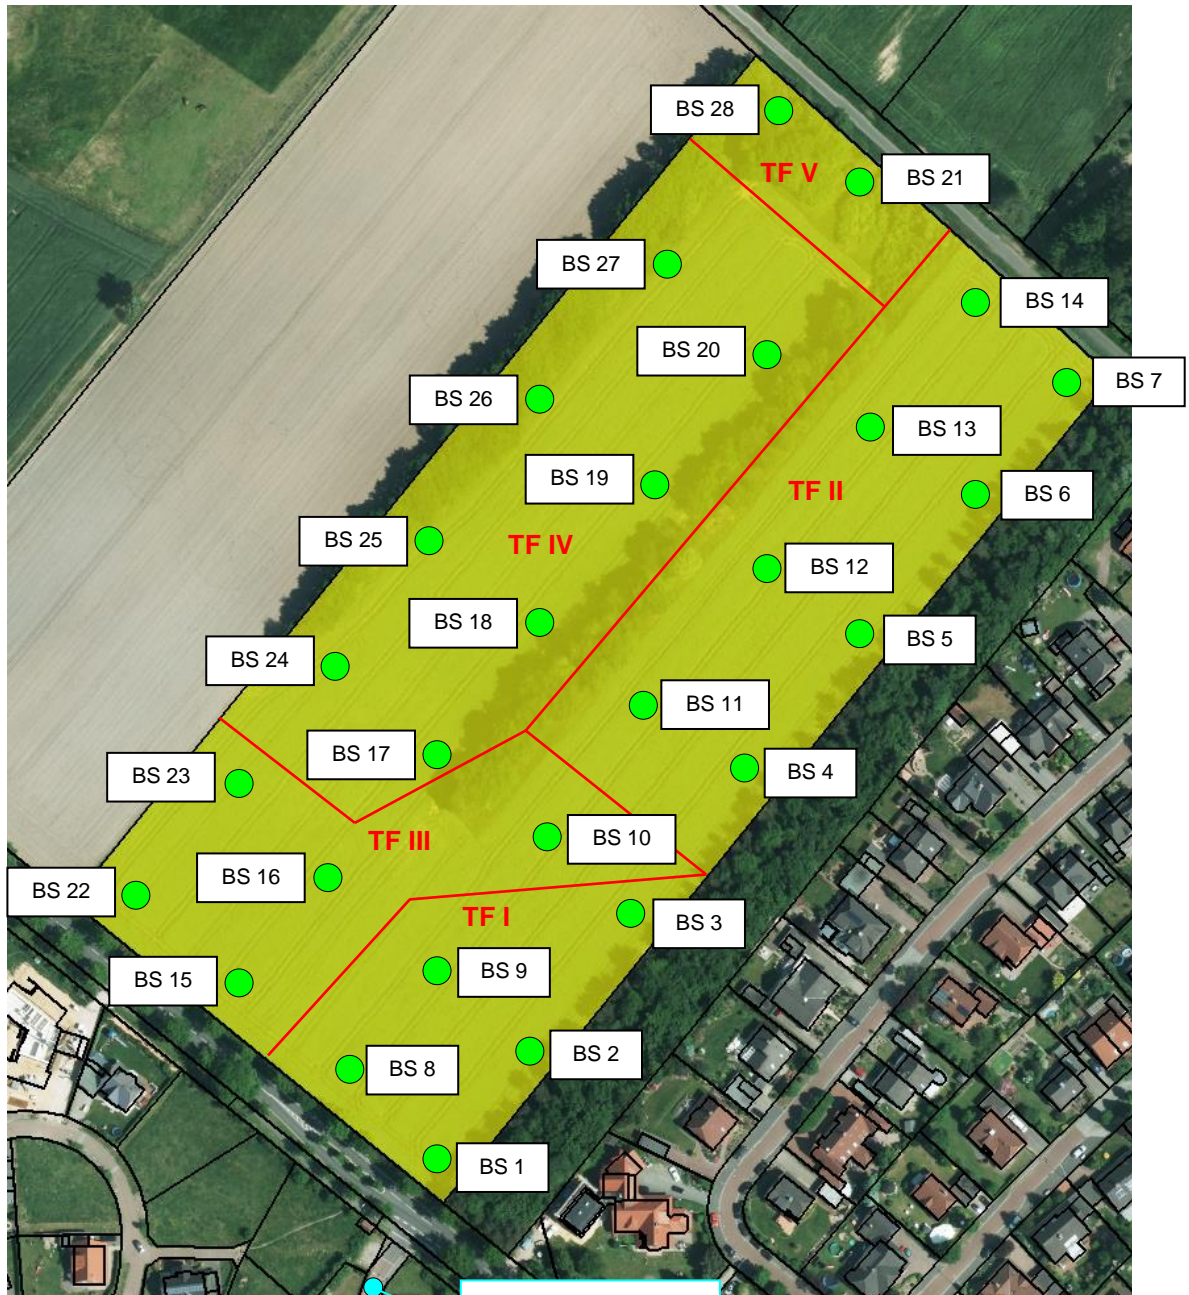 BS 28
TF V
BS 21
BS 27
BS 14
BS 20
BS 7
BS 26
BS 13
BS 19
TF II
BS 6
BS 25
TF IV
BS 12
BS 18
BS 5
BS 24
BS 11
BS 17
BS 4
BS 23
TF III
BS 10
BS 16
BS 22
TF I
BS 3
BS 9
BS 15
BS 2
BS 8
BS 1